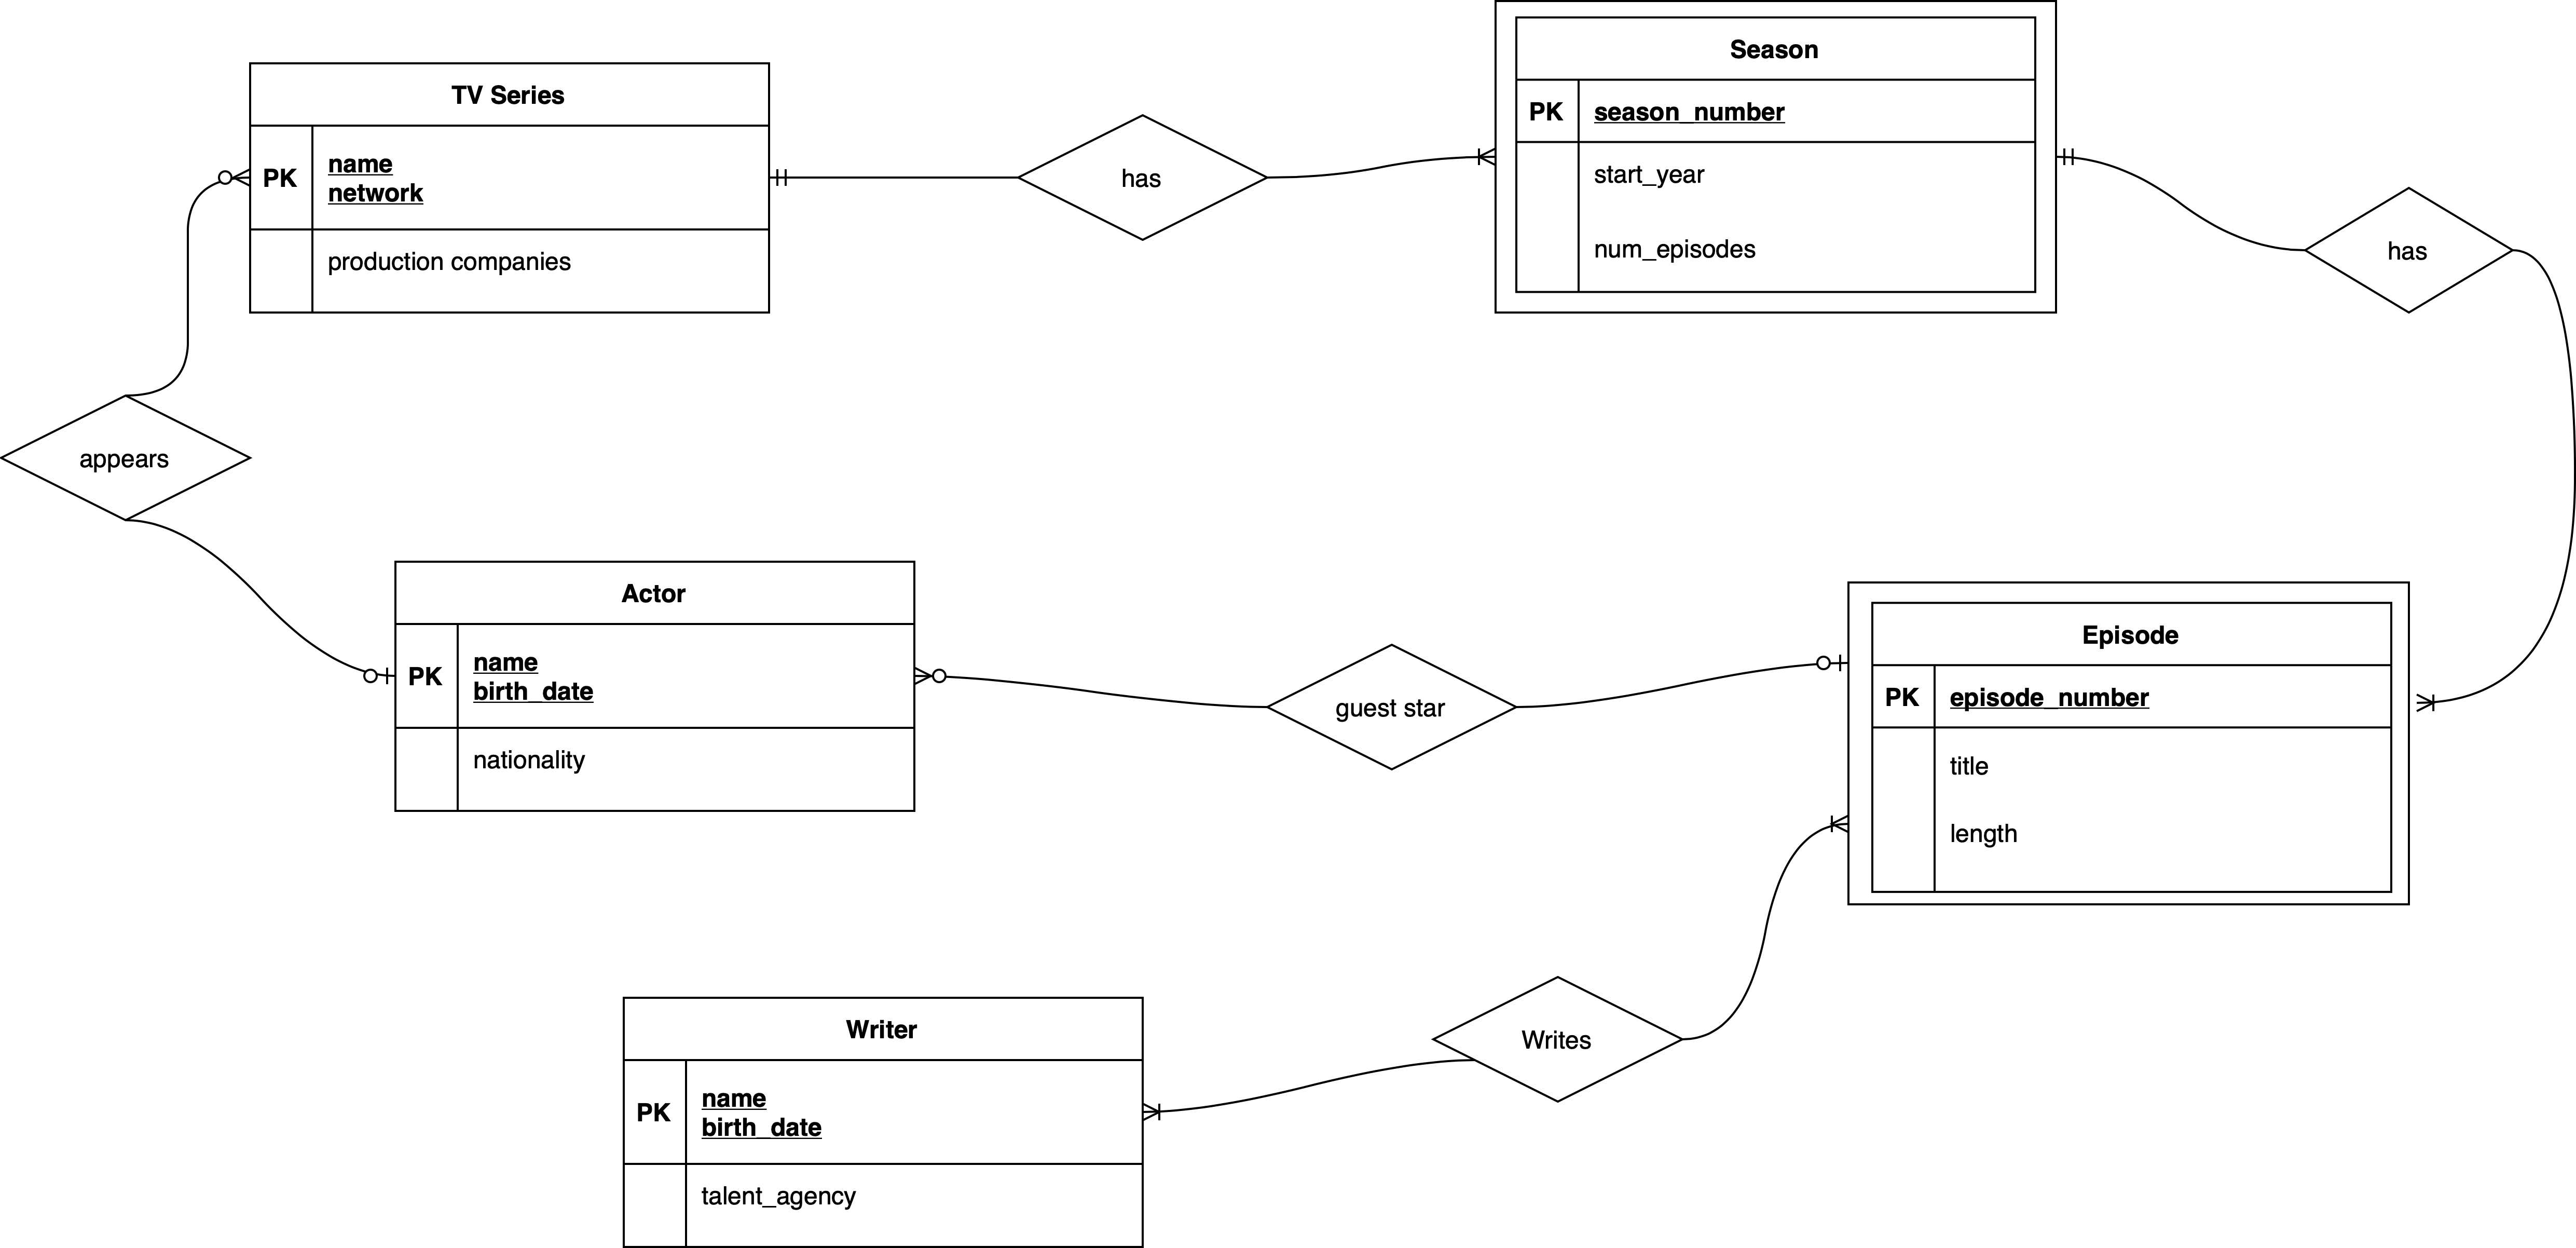 TV Series
PK
name
network
production companies
has
Season
PK
season_number
start_year
num_episodes
has
appears
Actor
PK
name
birth_date
nationality
guest star
Episode
PK
episode_number
title
length
Writes
Writer
PK
name
birth_date
talent_agency